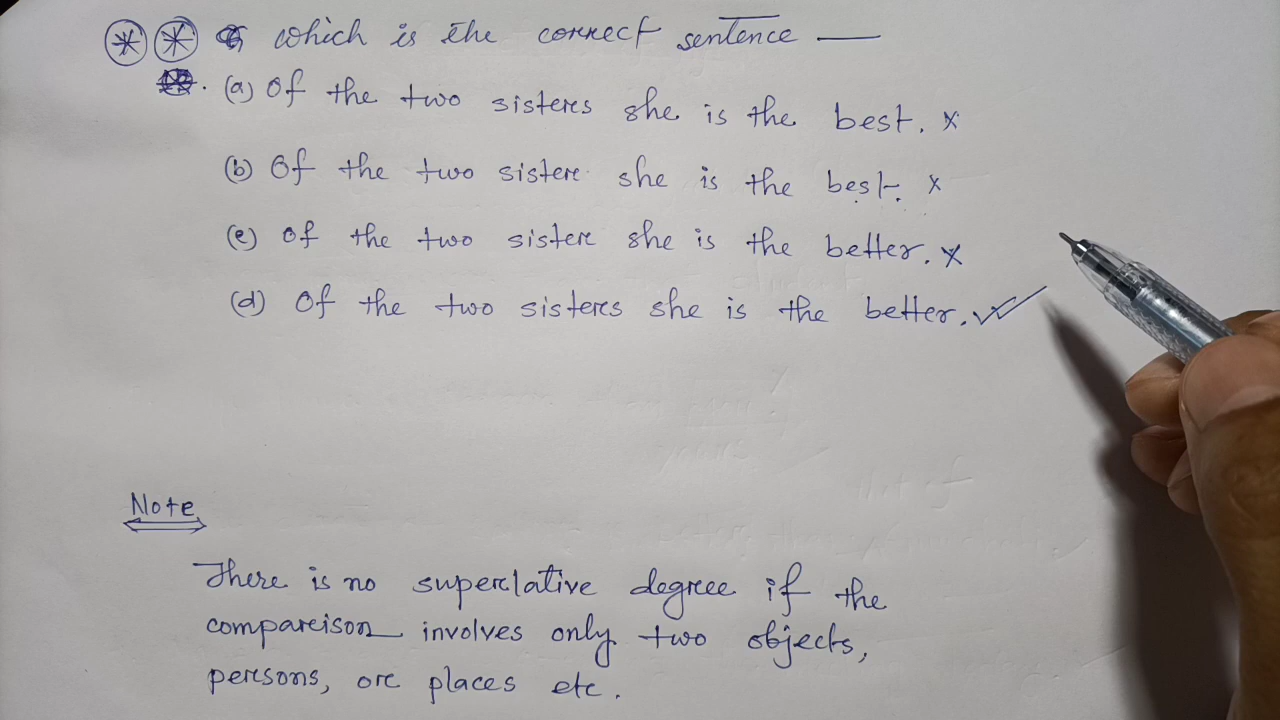 which is the correct sentence —
(a) Of the two sisters she is the best. ×
(b) Of the two sister she is the best. ×
(c) Of the two sister she is the better. ×
(d) Of the two sisters she is the better. ✓
Note
There is no superlative degree if the
comparison involves only two objects,
persons, or places etc.